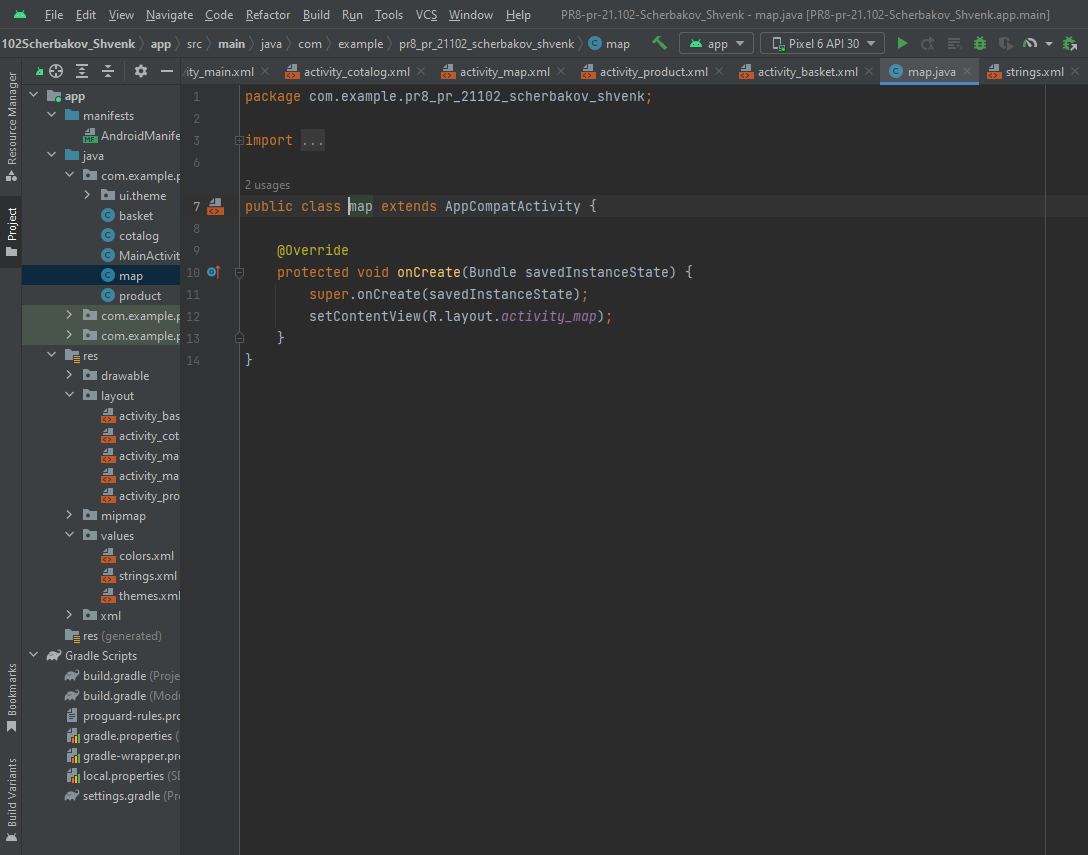 File Edit View Navigate Code Refactor Build Run Tools VCS Window Help PR8-pr-21.102-Scherbakov_Shvenk - map.java [PR8-pr-21.102-Scherbakov_Shvenk.app.main]
102Scherbakov_Shvenk app src main java com example pr8_pr_21102_scherbakov_shvenk map app Pixel 6 API 30
ity_main.xml activity_cotalog.xml activity_map.xml activity_product.xml activity_basket.xml map.java strings.xml
Resource Manager
Project
Bookmarks
Build Variants
app
manifests
AndroidManife
java
com.example.p
ui.theme
basket
cotalog
MainActivit
map
product
com.example.p
com.example.p
res
drawable
layout
activity_bas
activity_cot
activity_ma
activity_ma
activity_pro
mipmap
values
colors.xml
strings.xml
themes.xml
xml
res (generated)
Gradle Scripts
build.gradle (Proje
build.gradle (Modu
proguard-rules.pro
gradle.properties (
gradle-wrapper.pro
local.properties (SD
settings.gradle (Pro
1 package com.example.pr8_pr_21102_scherbakov_shvenk;
2
3 import ...
6
2 usages
7 public class map extends AppCompatActivity {
8
9 @Override
10 protected void onCreate(Bundle savedInstanceState) {
11 super.onCreate(savedInstanceState);
12 setContentView(R.layout.activity_map);
13 }
14 }